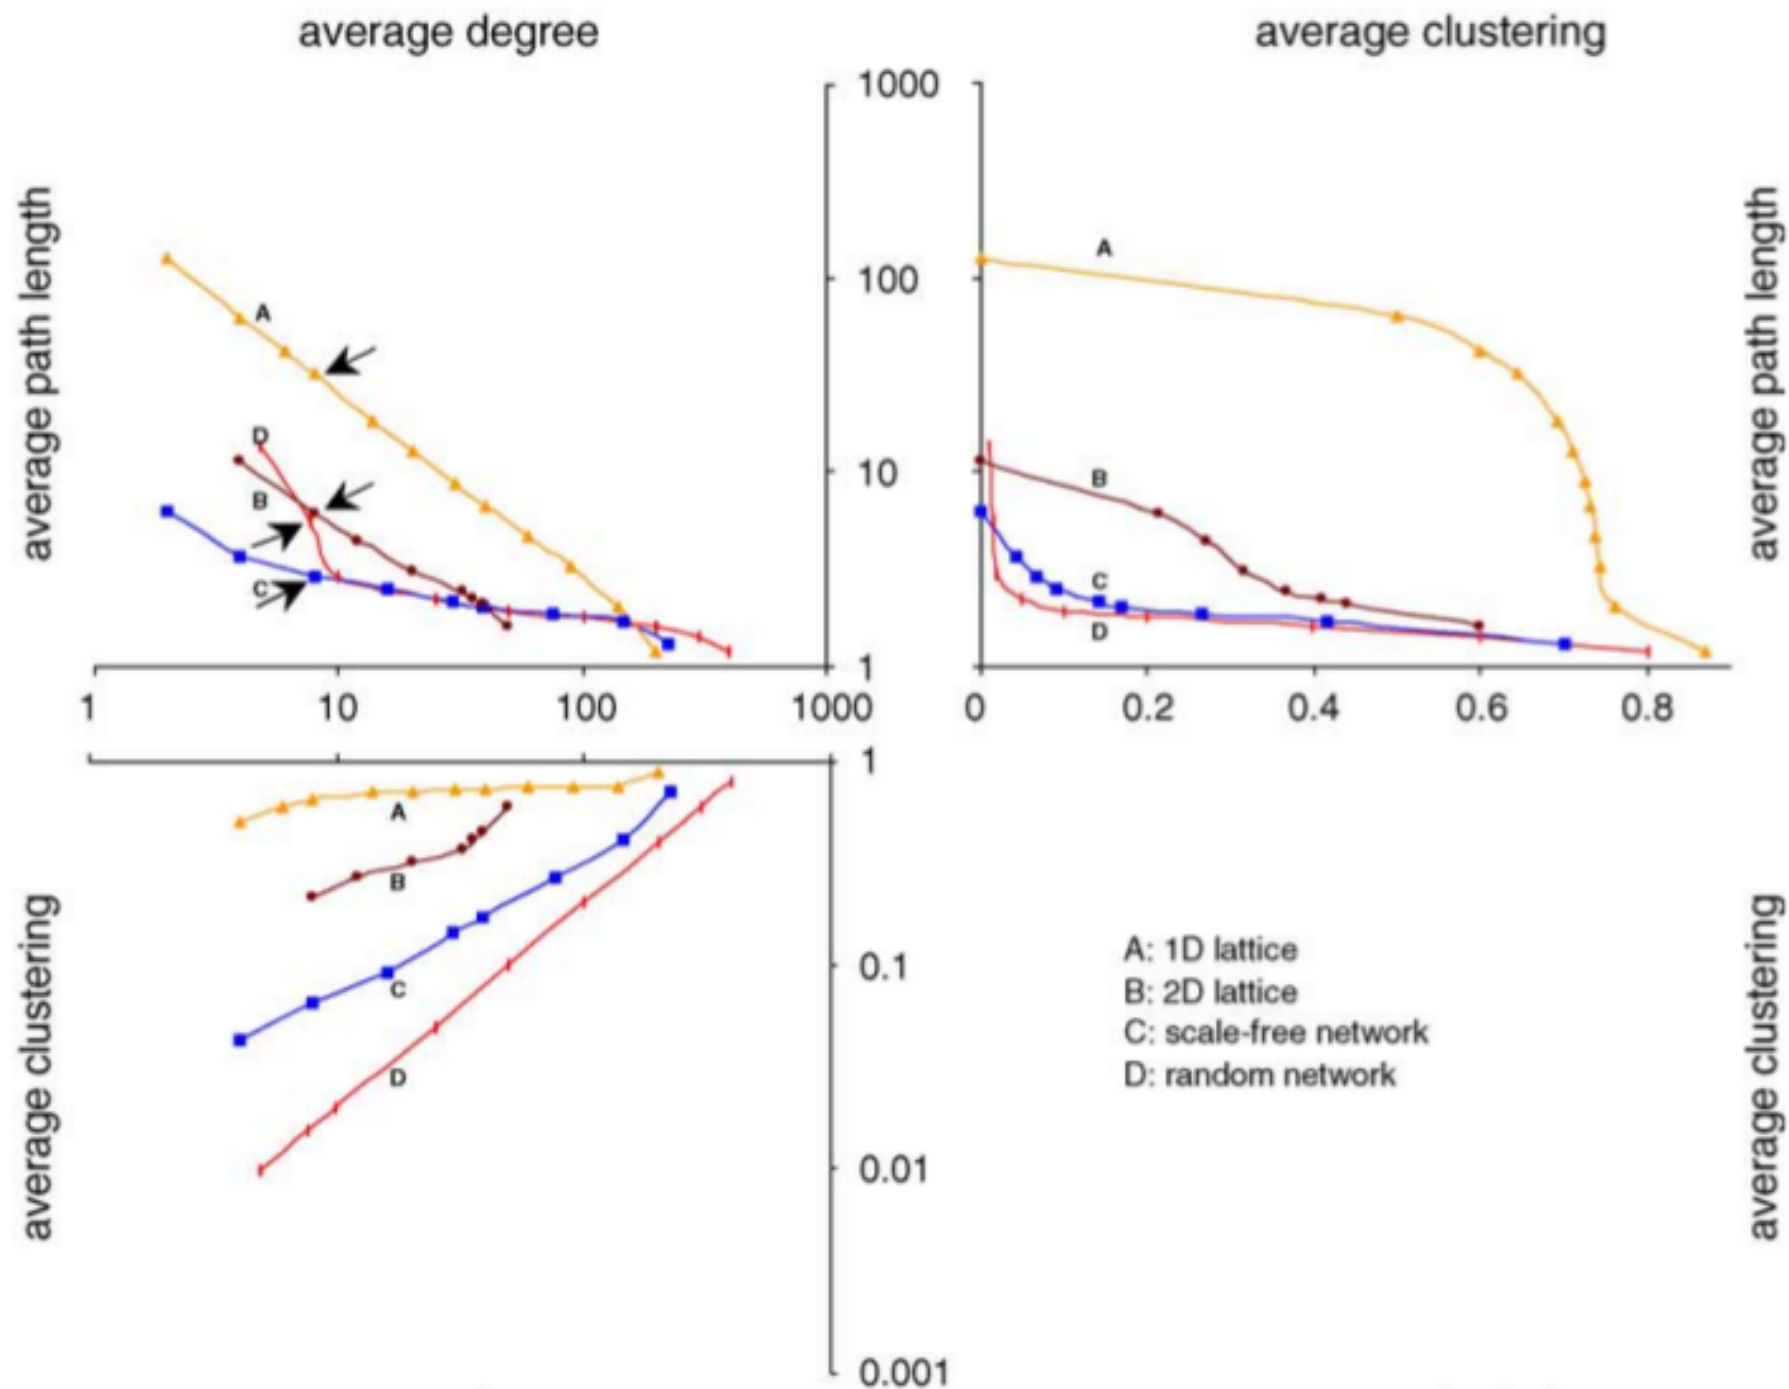 average degree
average clustering
average path length
1000
100
10
1
A
D
B
C
1
10
100
1000
A
B
C
D
0
0.2
0.4
0.6
0.8
average path length
average clustering
1
0.1
0.01
0.001
A
B
C
D
A: 1D lattice
B: 2D lattice
C: scale-free network
D: random network
average clustering